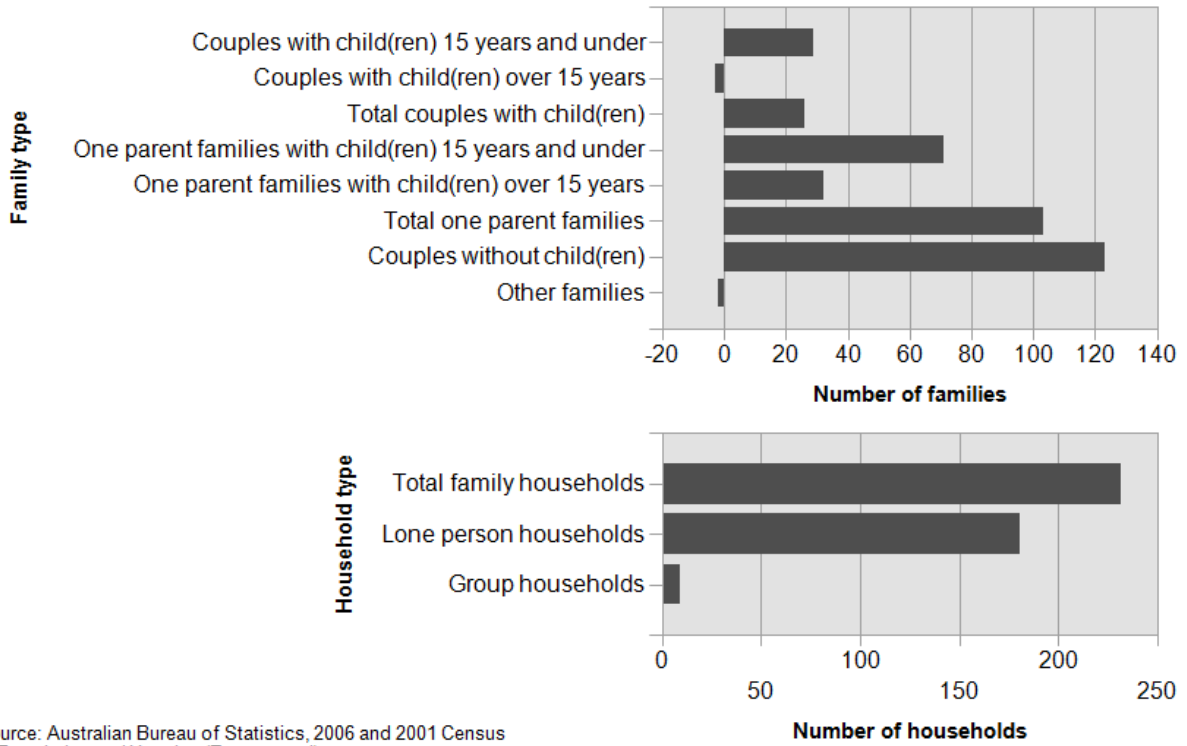 Family type
Couples with child(ren) 15 years and under
Couples with child(ren) over 15 years
Total couples with child(ren)
One parent families with child(ren) 15 years and under
One parent families with child(ren) over 15 years
Total one parent families
Couples without child(ren)
Other families
-20 0 20 40 60 80 100 120 140
Number of families
Household type
Total family households
Lone person households
Group households
0 100 200
50 150 250
Number of households
urce: Australian Bureau of Statistics, 2006 and 2001 Census